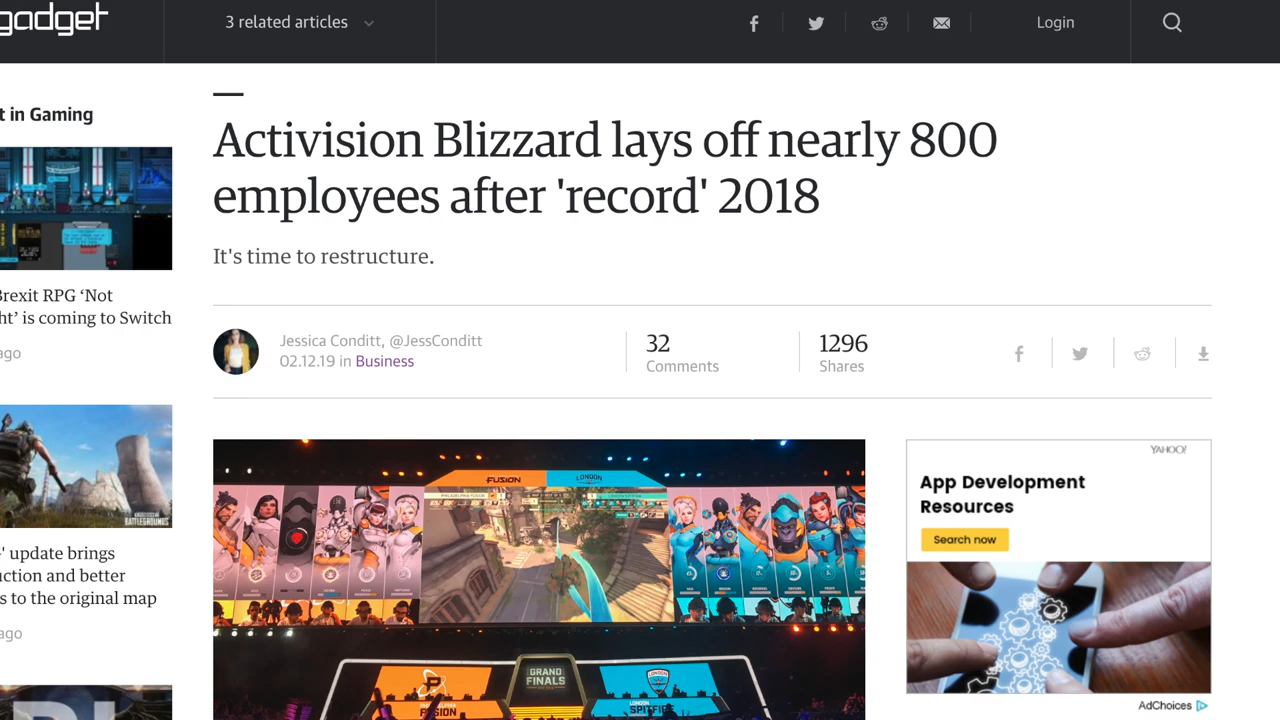 gadget
3 related articles
Login
t in Gaming
Brexit RPG ‘Not
ht’ is coming to Switch
ago
' update brings
uction and better
s to the original map
ago
Activision Blizzard lays off nearly 800
employees after 'record' 2018
It's time to restructure.
Jessica Conditt, @JessConditt
02.12.19 in Business
32
Comments
1296
Shares
FUSION
LONDON
GRAND
FINALS
FUSION
LONDON
SPITFIRE
BATTLEGROUNDS
YAHOO!
App Development
Resources
Search now
AdChoices